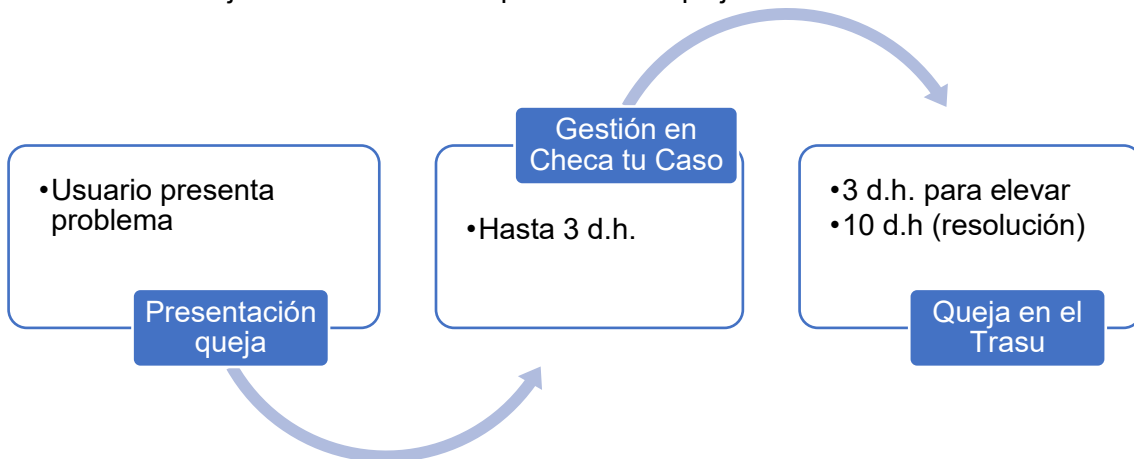 •Usuario presenta
problema
Presentación
queja
Gestión en
Checa tu Caso
•Hasta 3 d.h.
•3 d.h. para elevar
•10 d.h (resolución)
Queja en el
Trasu